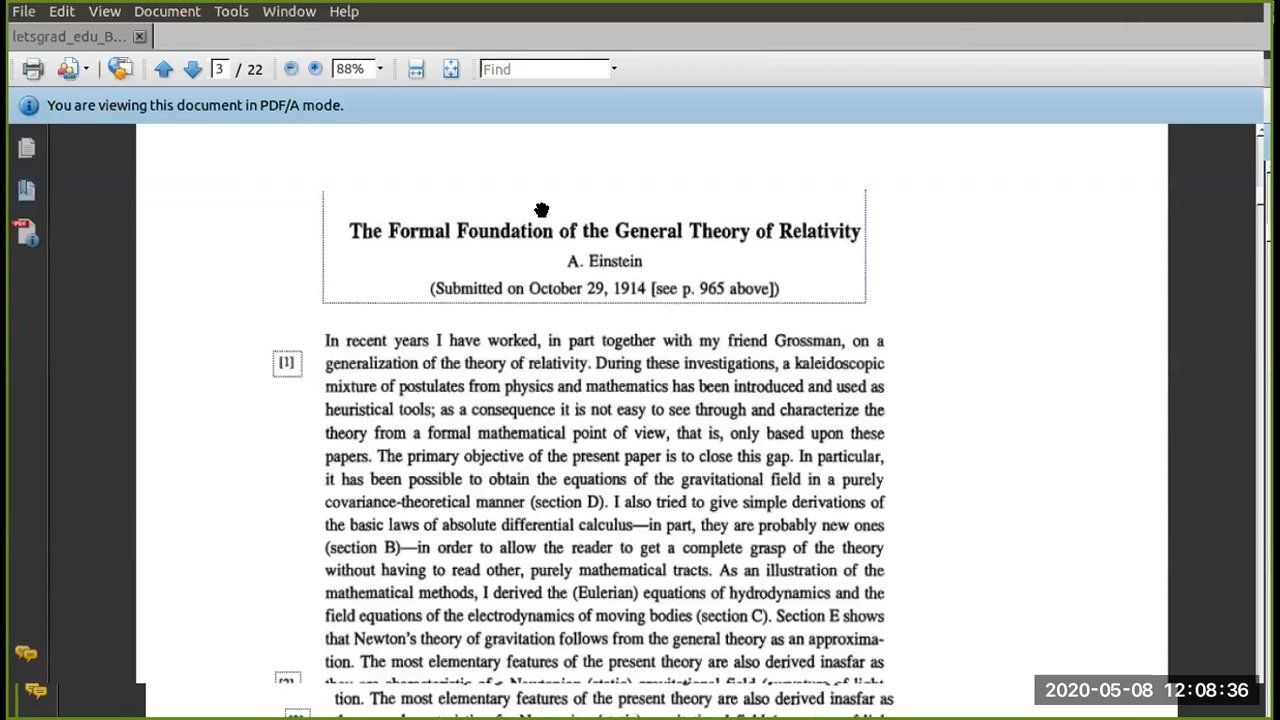 File Edit View Document Tools Window Help
letsgrad_edu_B...
3 / 22 88% Find
You are viewing this document in PDF/A mode.
The Formal Foundation of the General Theory of Relativity
A. Einstein
(Submitted on October 29, 1914 [see p. 965 above])
In recent years I have worked, in part together with my friend Grossman, on a
[1] generalization of the theory of relativity. During these investigations, a kaleidoscopic
mixture of postulates from physics and mathematics has been introduced and used as
heuristical tools; as a consequence it is not easy to see through and characterize the
theory from a formal mathematical point of view, that is, only based upon these
papers. The primary objective of the present paper is to close this gap. In particular,
it has been possible to obtain the equations of the gravitational field in a purely
covariance-theoretical manner (section D). I also tried to give simple derivations of
the basic laws of absolute differential calculus—in part, they are probably new ones
(section B)—in order to allow the reader to get a complete grasp of the theory
without having to read other, purely mathematical tracts. As an illustration of the
mathematical methods, I derived the (Eulerian) equations of hydrodynamics and the
field equations of the electrodynamics of moving bodies (section C). Section E shows
that Newton's theory of gravitation follows from the general theory as an approxima-
tion. The most elementary features of the present theory are also derived inasfar as
tion. The most elementary features of the present theory are also derived inasfar as
2020-05-08 12:08:36